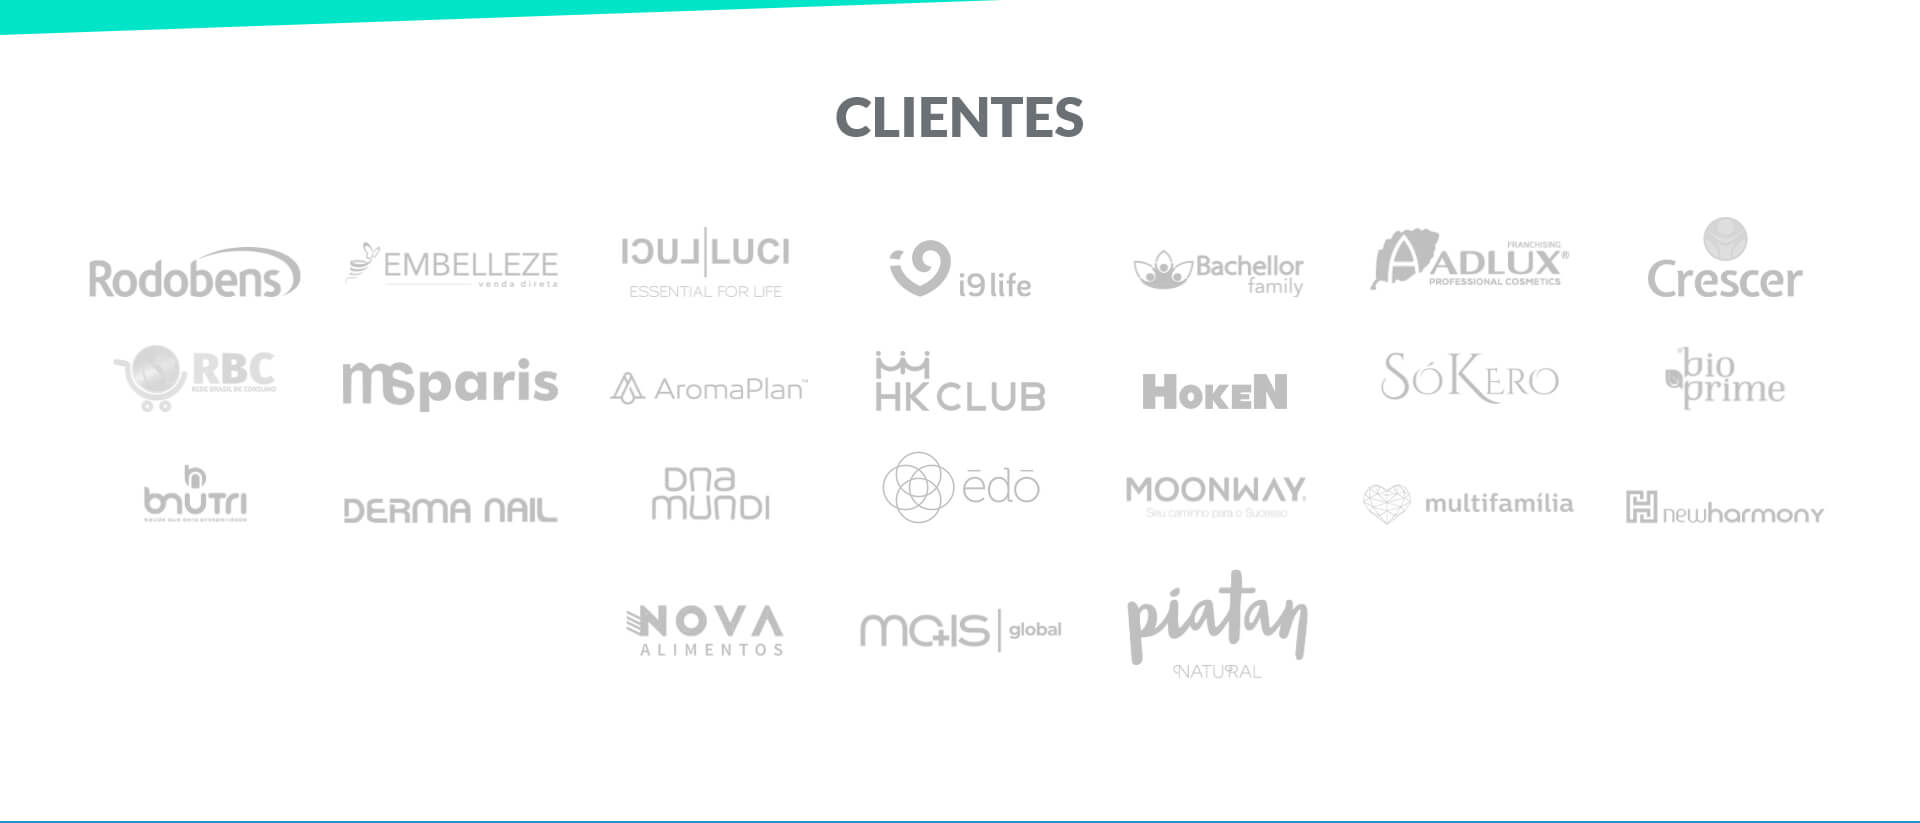 CLIENTES
Rodobens
EMBELLEZE
venda direta
LUCI LUCI
ESSENTIAL FOR LIFE
i9life
Bachellor
family
FRANCHISING
ADLUX®
PROFESSIONAL COSMETICS
Crescer
RBC
REDE BRASIL DE CONSUMO
msparis
AromaPlan™
HK CLUB
HOKEN
SÓKERO
bio
prime
bnutri
DERMA NAIL
DNA
MUNDI
ēdō
MOONWAY
Seu caminho para o Sucesso
multifamília
newharmony
NOVA
ALIMENTOS
MA+IS global
piatan
NATURAL